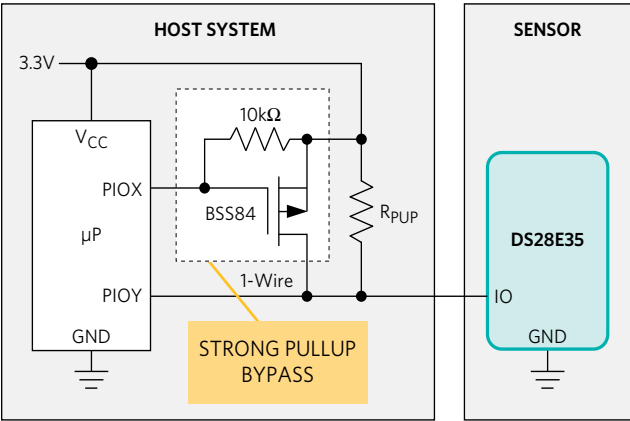 HOST SYSTEM
SENSOR
3.3V
10kΩ
VCC
PIOX
BSS84
RPUP
µP
DS28E35
1-Wire
PIOY
IO
GND
GND
STRONG PULLUP
BYPASS